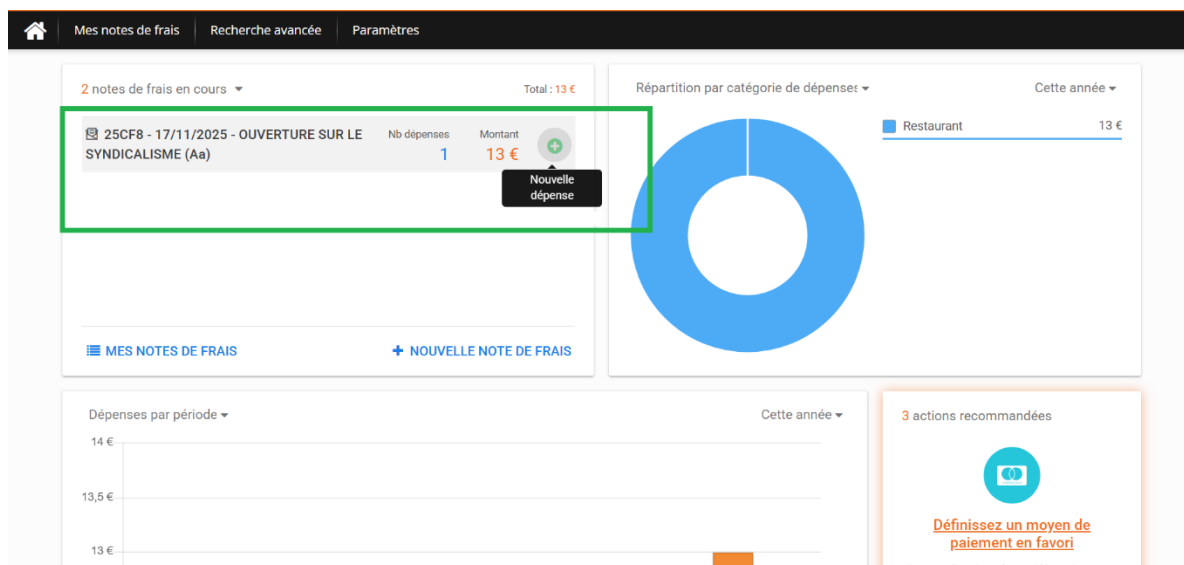 Mes notes de frais Recherche avancée Paramètres
2 notes de frais en cours Total : 13 €
25CF8 - 17/11/2025 - OUVERTURE SUR LE SYNDICALISME (Aa)
Nb dépenses Montant
1 13 €
Nouvelle
dépense
MES NOTES DE FRAIS + NOUVELLE NOTE DE FRAIS
Répartition par catégorie de dépenses Cette année
Restaurant 13 €
Dépenses par période Cette année
14 €
13,5 €
13 €
3 actions recommandées
Définissez un moyen de
paiement en favori